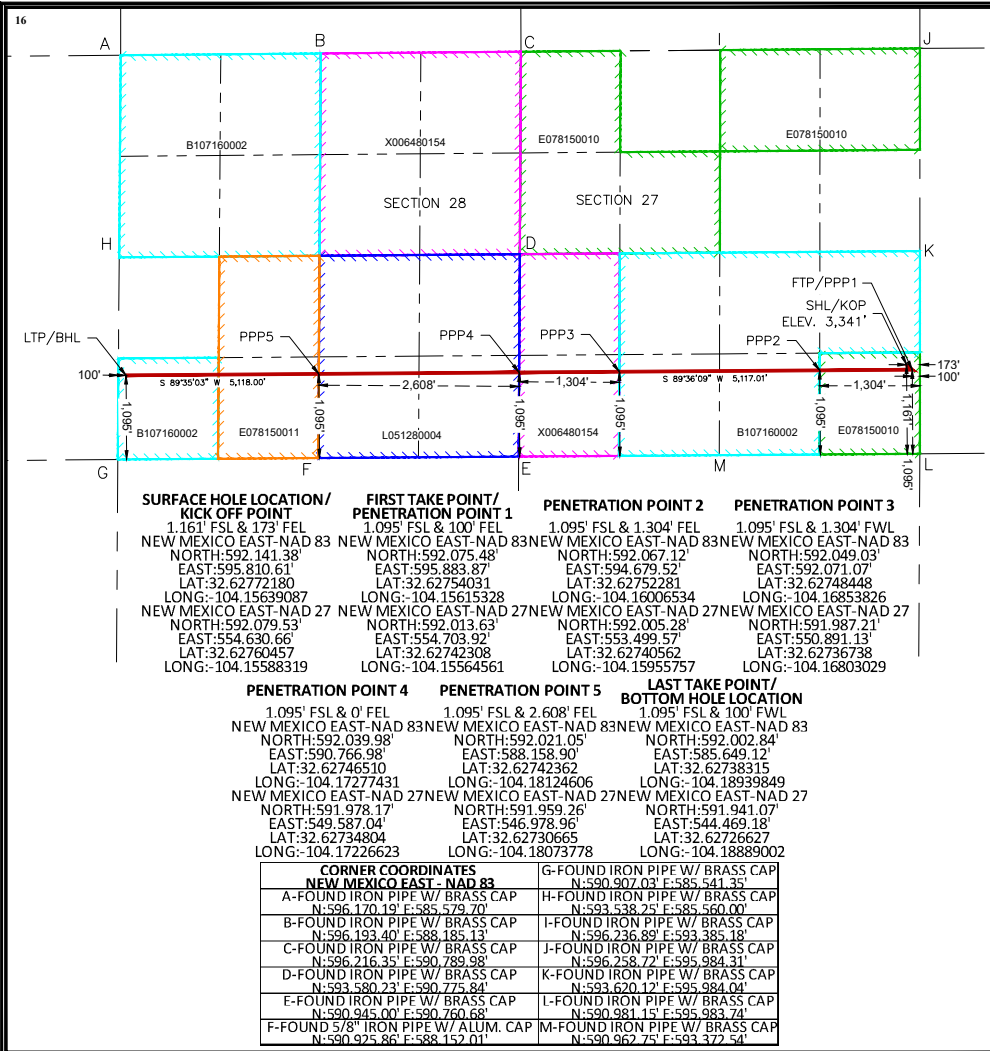 16
A
B
C
J
B107160002
X006480154
E078150010
E078150010
SECTION 28
SECTION 27
H
D
K
FTP/PPP1
SHL/KOP
ELEV. 3,341'
LTP/BHL
PPP5
PPP4
PPP3
PPP2
173'
100'
100'
S 89°35'03" W 5,118.00'
2,608'
1,304'
S 89°36'09" W 5,117.01'
1,304'
1,095'
1,095'
1,095'
1,095'
1,095'
1,161'
1,095'
B107160002
E078150011
L051280004
X006480154
B107160002
E078150010
G
F
E
M
L
SURFACE HOLE LOCATION/
KICK OFF POINT
1.161' FSL & 173' FEL
NEW MEXICO EAST-NAD 83
NORTH:592.141.38'
EAST:595.810.61'
LAT:32.62772180
LONG:-104.15639087
NEW MEXICO EAST-NAD 27
NORTH:592.079.53'
EAST:554.630.66'
LAT:32.62760457
LONG:-104.15588319
FIRST TAKE POINT/
PENETRATION POINT 1
1.095' FSL & 100' FEL
NEW MEXICO EAST-NAD 83
NORTH:592.075.48'
EAST:595.883.87'
LAT:32.62754031
LONG:-104.15615328
NEW MEXICO EAST-NAD 27
NORTH:592.013.63'
EAST:554.703.92'
LAT:32.62742308
LONG:-104.15564561
PENETRATION POINT 2
1.095' FSL & 1.304' FEL
NEW MEXICO EAST-NAD 83
NORTH:592.067.12'
EAST:594.679.52'
LAT:32.62752281
LONG:-104.16006534
NEW MEXICO EAST-NAD 27
NORTH:592.005.28'
EAST:553.499.57'
LAT:32.62740562
LONG:-104.15955757
PENETRATION POINT 3
1.095' FSL & 1.304' FWL
NEW MEXICO EAST-NAD 83
NORTH:592.049.03'
EAST:592.071.07'
LAT:32.62748448
LONG:-104.16853826
NEW MEXICO EAST-NAD 27
NORTH:591.987.21'
EAST:550.891.13'
LAT:32.62736738
LONG:-104.16803029
PENETRATION POINT 4
1.095' FSL & 0' FEL
NEW MEXICO EAST-NAD 83
NORTH:592.039.98'
EAST:590.766.98'
LAT:32.62746510
LONG:-104.17277431
NEW MEXICO EAST-NAD 27
NORTH:591.978.17'
EAST:549.587.04'
LAT:32.62734804
LONG:-104.17226623
PENETRATION POINT 5
1.095' FSL & 2.608' FEL
NEW MEXICO EAST-NAD 83
NORTH:592.021.05'
EAST:588.158.90'
LAT:32.62742362
LONG:-104.18124606
NEW MEXICO EAST-NAD 27
NORTH:591.959.26'
EAST:546.978.96'
LAT:32.62730665
LONG:-104.18073778
LAST TAKE POINT/
BOTTOM HOLE LOCATION
1.095' FSL & 100' FWL
NEW MEXICO EAST-NAD 83
NORTH:592.002.84'
EAST:585.649.12'
LAT:32.62738315
LONG:-104.18939849
NEW MEXICO EAST-NAD 27
NORTH:591.941.07'
EAST:544.469.18'
LAT:32.62726627
LONG:-104.18889002
CORNER COORDINATES
NEW MEXICO EAST - NAD 83
A-FOUND IRON PIPE W/ BRASS CAP
N:596.170.19' E:585.579.70'
B-FOUND IRON PIPE W/ BRASS CAP
N:596.193.40' E:588.185.13'
C-FOUND IRON PIPE W/ BRASS CAP
N:596.216.35' E:590.789.98'
D-FOUND IRON PIPE W/ BRASS CAP
N:593.580.23' E:590.775.84'
E-FOUND IRON PIPE W/ BRASS CAP
N:590.945.00' E:590.760.68'
F-FOUND 5/8" IRON PIPE W/ ALUM. CAP
N:590.925.86' E:588.152.01'
G-FOUND IRON PIPE W/ BRASS CAP
N:590.907.03' E:585.541.35'
H-FOUND IRON PIPE W/ BRASS CAP
N:593.538.25' E:585.560.00'
I-FOUND IRON PIPE W/ BRASS CAP
N:596.236.89' E:593.385.18'
J-FOUND IRON PIPE W/ BRASS CAP
N:596.258.72' E:595.984.31'
K-FOUND IRON PIPE W/ BRASS CAP
N:593.620.12' E:595.984.04'
L-FOUND IRON PIPE W/ BRASS CAP
N:590.981.15' E:595.983.74'
M-FOUND IRON PIPE W/ BRASS CAP
N:590.962.75' E:593.372.54'